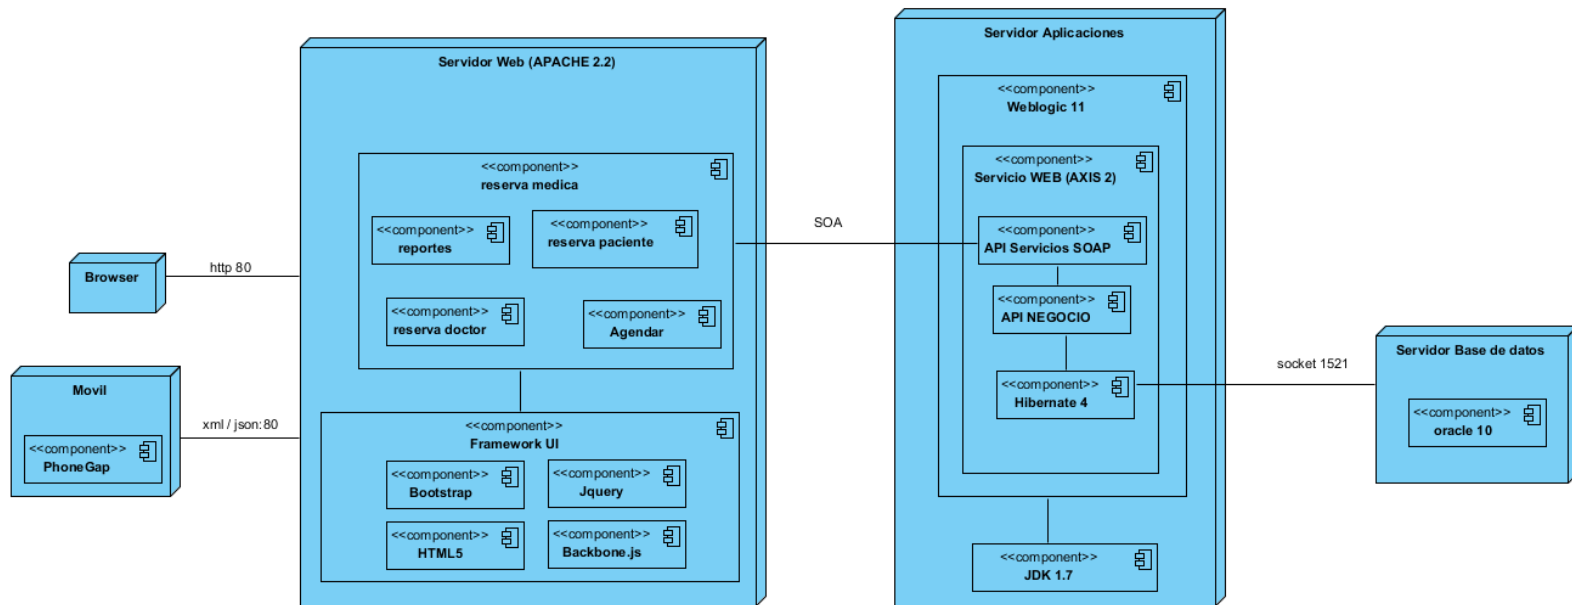 Servidor Aplicaciones
Servidor Web (APACHE 2.2)
<<component>>
Weblogic 11
<<component>>
reserva medica
<<component>>
Servicio WEB (AXIS 2)
<<component>>
reportes
<<component>>
reserva paciente
SOA
<<component>>
API Servicios SOAP
Browser
http 80
<<component>>
reserva doctor
<<component>>
Agendar
<<component>>
API NEGOCIO
Servidor Base de datos
socket 1521
Movil
<<component>>
Hibernate 4
<<component>>
oracle 10
xml / json:80
<<component>>
PhoneGap
<<component>>
Framework UI
<<component>>
Bootstrap
<<component>>
Jquery
<<component>>
HTML5
<<component>>
Backbone.js
<<component>>
JDK 1.7